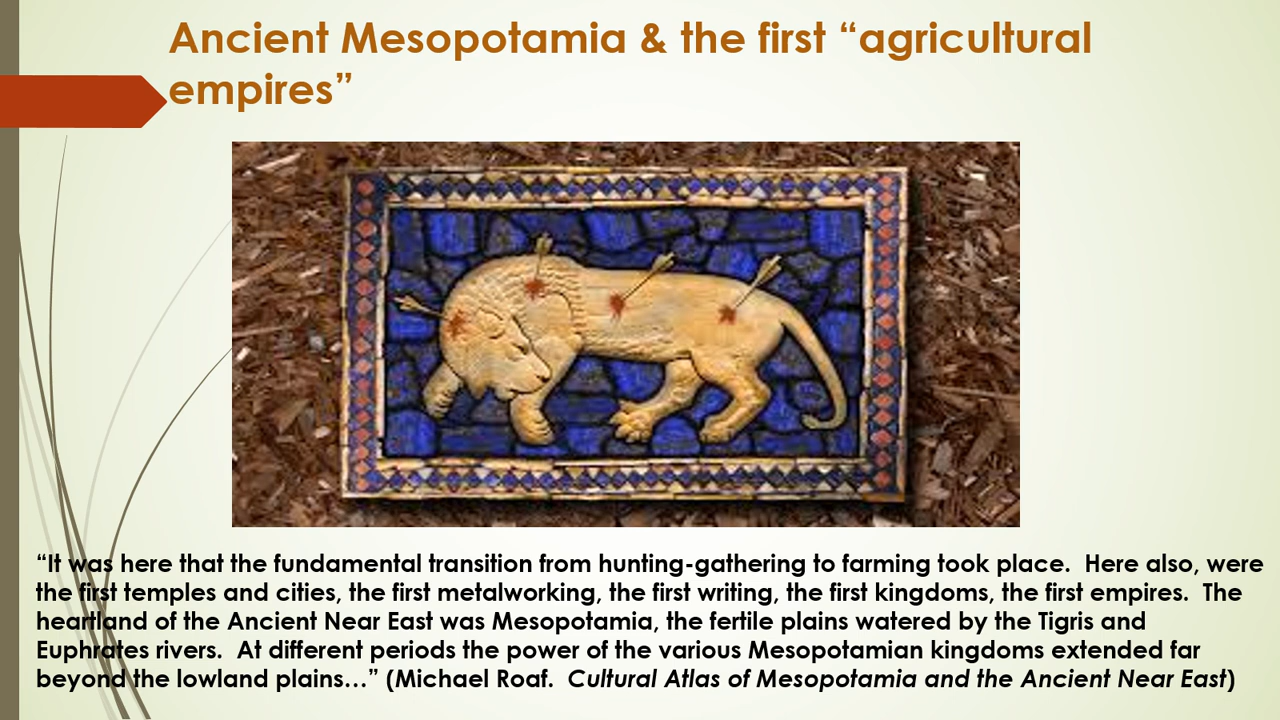 Ancient Mesopotamia & the first “agricultural
empires”
“It was here that the fundamental transition from hunting-gathering to farming took place.  Here also, were
the first temples and cities, the first metalworking, the first writing, the first kingdoms, the first empires.  The
heartland of the Ancient Near East was Mesopotamia, the fertile plains watered by the Tigris and
Euphrates rivers.  At different periods the power of the various Mesopotamian kingdoms extended far
beyond the lowland plains…” (Michael Roaf.  Cultural Atlas of Mesopotamia and the Ancient Near East)